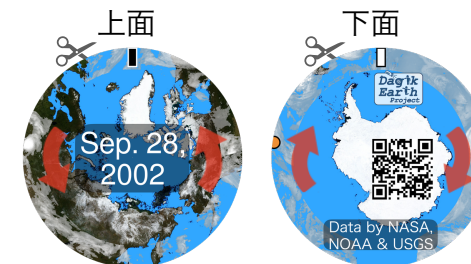 上面
下面
Sep. 28,
2002
Dagik
Earth
Project
Data by NASA,
NOAA & USGS